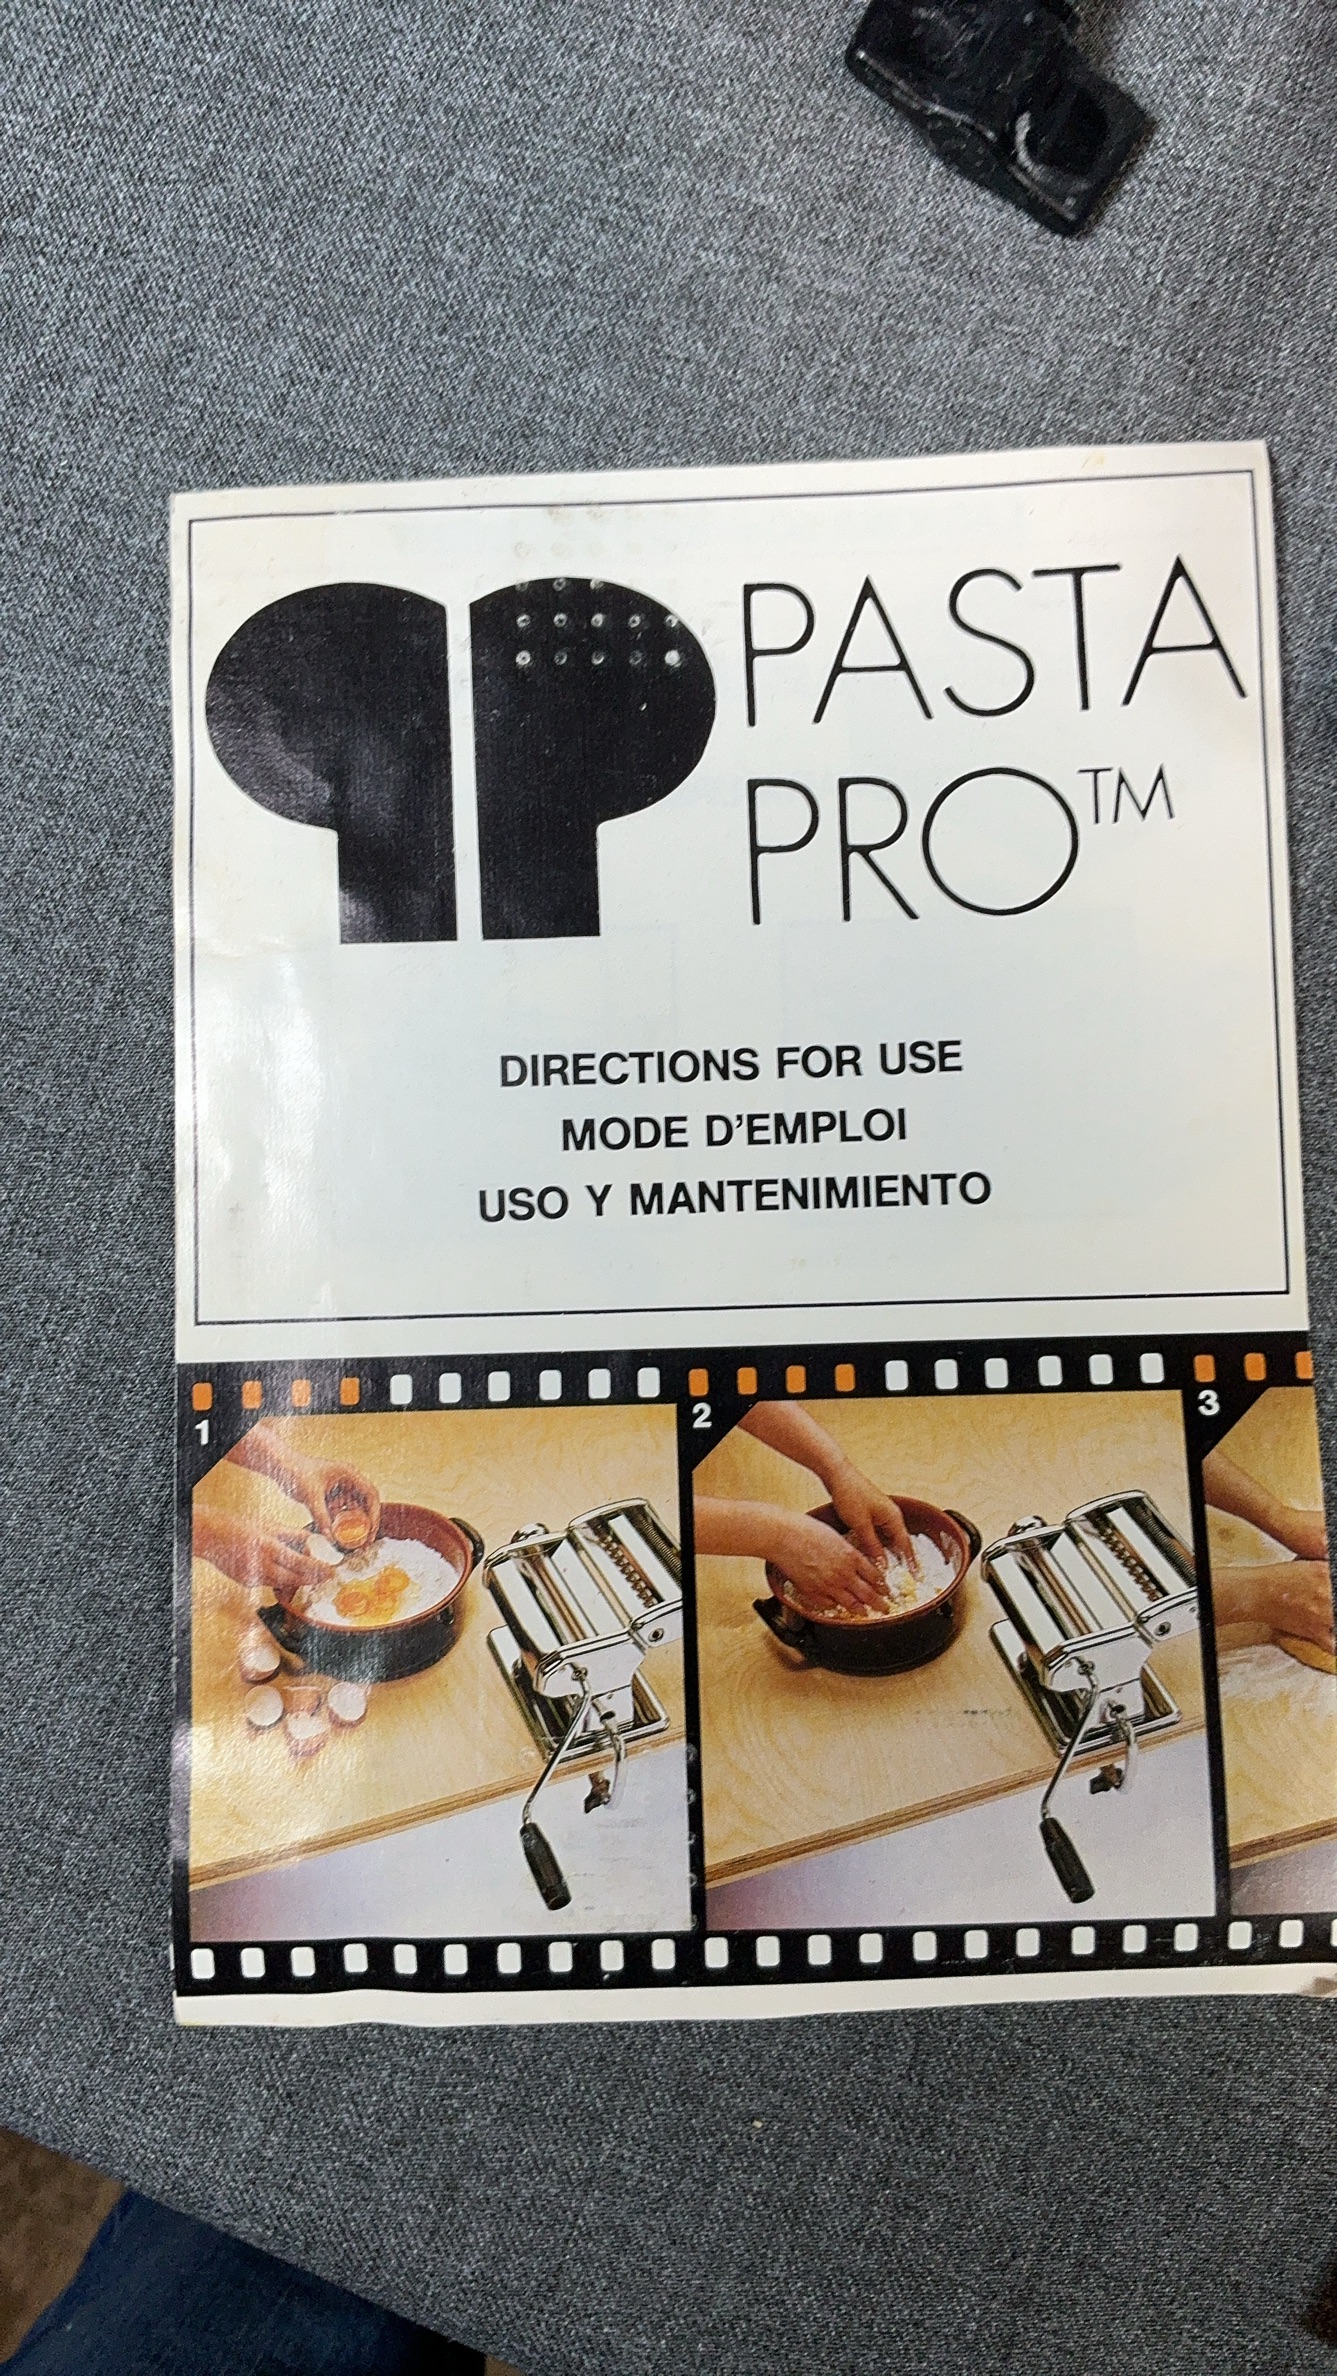 PASTA
PRO™
DIRECTIONS FOR USE
MODE D'EMPLOI
USO Y MANTENIMIENTO
1
2
3